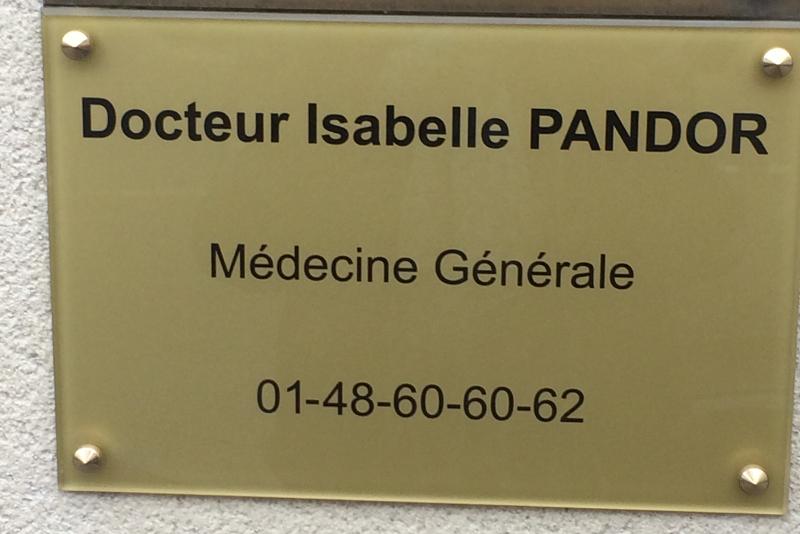 Docteur Isabelle PANDOR
Médecine Générale
01-48-60-60-62